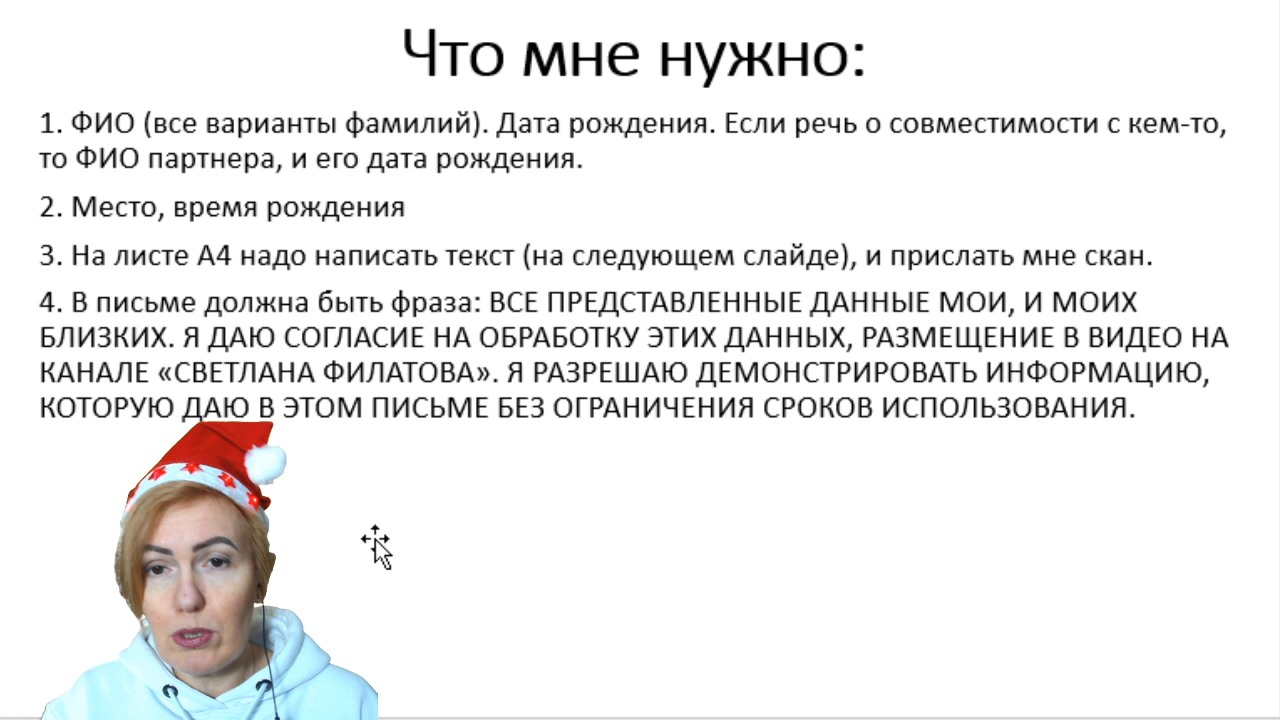 Что мне нужно:
1. ФИО (все варианты фамилий). Дата рождения. Если речь о совместимости с кем-то,
то ФИО партнера, и его дата рождения.
2. Место, время рождения
3. На листе А4 надо написать текст (на следующем слайде), и прислать мне скан.
4. В письме должна быть фраза: ВСЕ ПРЕДСТАВЛЕННЫЕ ДАННЫЕ МОИ, И МОИХ
БЛИЗКИХ. Я ДАЮ СОГЛАСИЕ НА ОБРАБОТКУ ЭТИХ ДАННЫХ, РАЗМЕЩЕНИЕ В ВИДЕО НА
КАНАЛЕ «СВЕТЛАНА ФИЛАТОВА». Я РАЗРЕШАЮ ДЕМОНСТРИРОВАТЬ ИНФОРМАЦИЮ,
КОТОРУЮ ДАЮ В ЭТОМ ПИСЬМЕ БЕЗ ОГРАНИЧЕНИЯ СРОКОВ ИСПОЛЬЗОВАНИЯ.